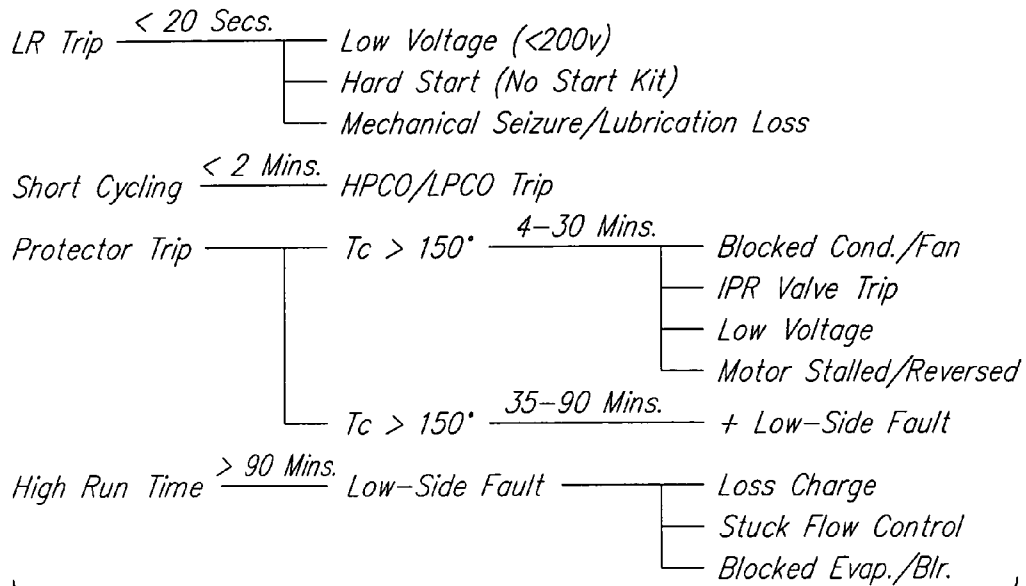 LR Trip < 20 Secs. Low Voltage (<200v)
Hard Start (No Start Kit)
Mechanical Seizure/Lubrication Loss
Short Cycling < 2 Mins. HPCO/LPCO Trip
Protector Trip Tc > 150° 4-30 Mins. Blocked Cond./Fan
IPR Valve Trip
Low Voltage
Motor Stalled/Reversed
Tc > 150° 35-90 Mins. + Low-Side Fault
High Run Time > 90 Mins. Low-Side Fault Loss Charge
Stuck Flow Control
Blocked Evap./Blr.